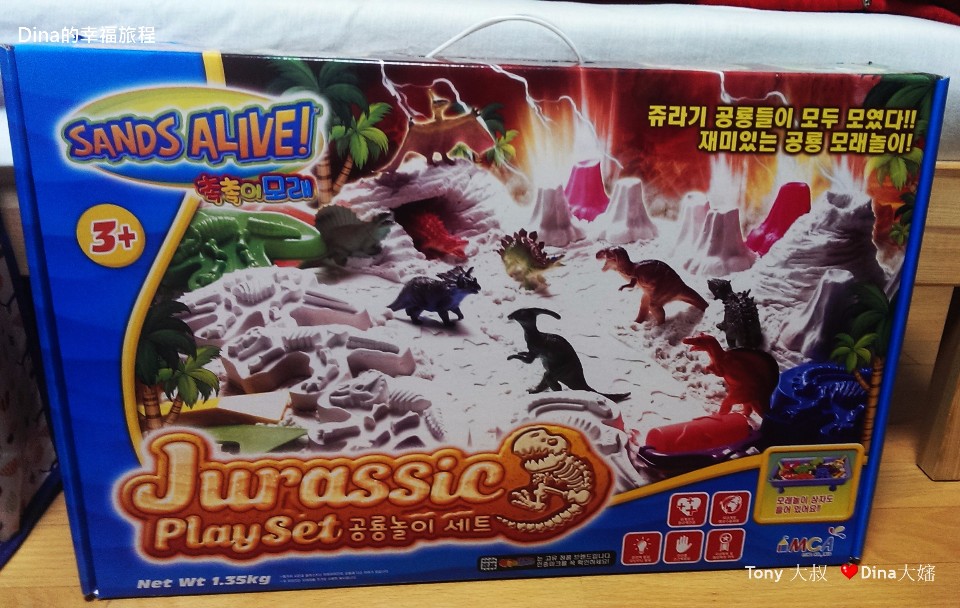 Dina的幸福旅程
SANDS ALIVE!
촉촉이모래
3+
쥬라기 공룡들이 모두 모였다!!
재미있는 공룡 모래놀이!
Jurassic
PlaySet 공룡놀이 세트
모래놀이 상자도
들어 있어요!!
MCA
Net Wt 1.35kg
Tony 大叔 ❤Dina大嬸